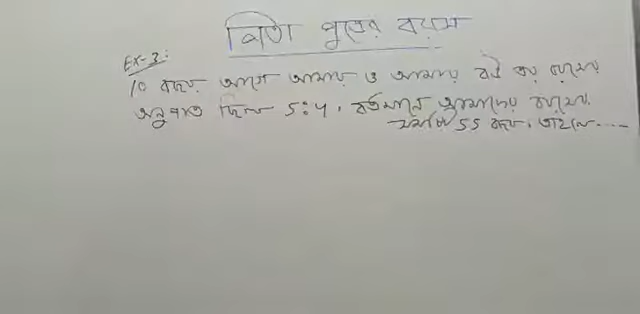 পিতা পুত্রের বয়স
Ex-3:
10 বছর আগে আমার ও আমার বউ এর বয়সের
অনুপাত ছিল 5:4. বর্তমানে আমাদের বয়সের
সমষ্টি 55 বছর, তাহলে....